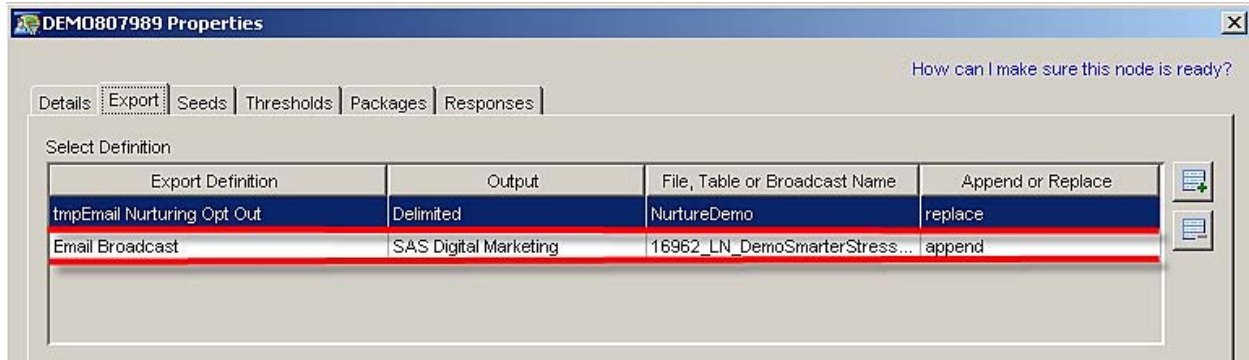 DEMO807989 Properties
How can I make sure this node is ready?
Details Export Seeds Thresholds Packages Responses
Select Definition
Export Definition Output File, Table or Broadcast Name Append or Replace
tmpEmail Nurturing Opt Out Delimited NurtureDemo replace
Email Broadcast SAS Digital Marketing 16962_LN_DemoSmarterStress... append